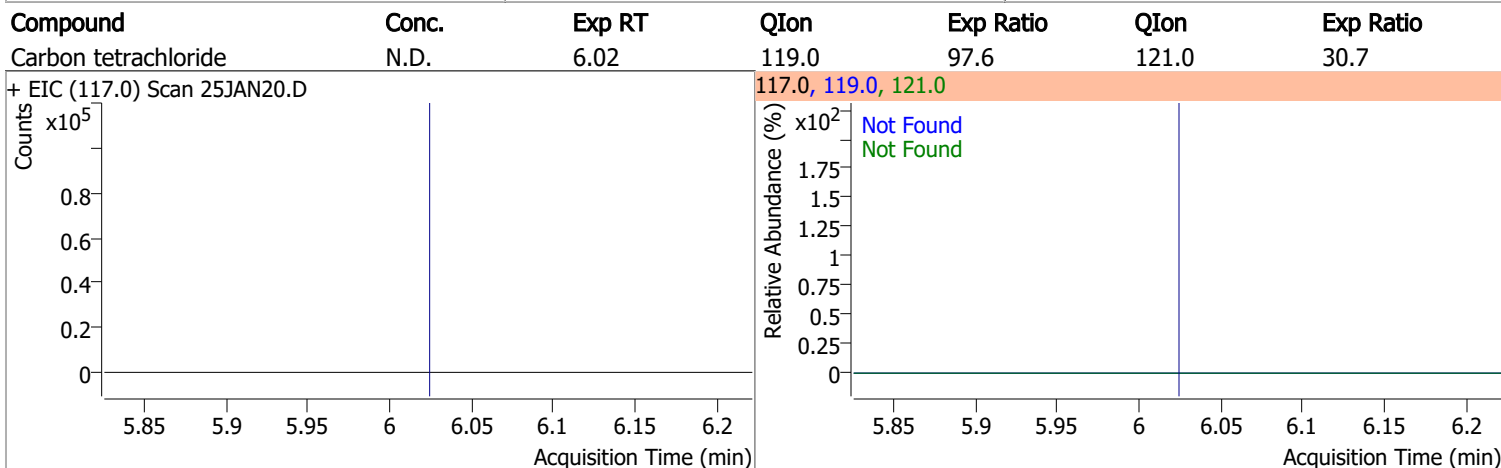 Compound Conc. Exp RT QIon Exp Ratio QIon Exp Ratio
Carbon tetrachloride N.D. 6.02 119.0 97.6 121.0 30.7
+ EIC (117.0) Scan 25JAN20.D
Counts
x10⁵
0.8
0.6
0.4
0.2
0
5.85 5.9 5.95 6 6.05 6.1 6.15 6.2
Acquisition Time (min)
117.0, 119.0, 121.0
Relative Abundance (%)
x10²
Not Found
Not Found
1.75
1.5
1.25
1
0.75
0.5
0.25
0
5.85 5.9 5.95 6 6.05 6.1 6.15 6.2
Acquisition Time (min)